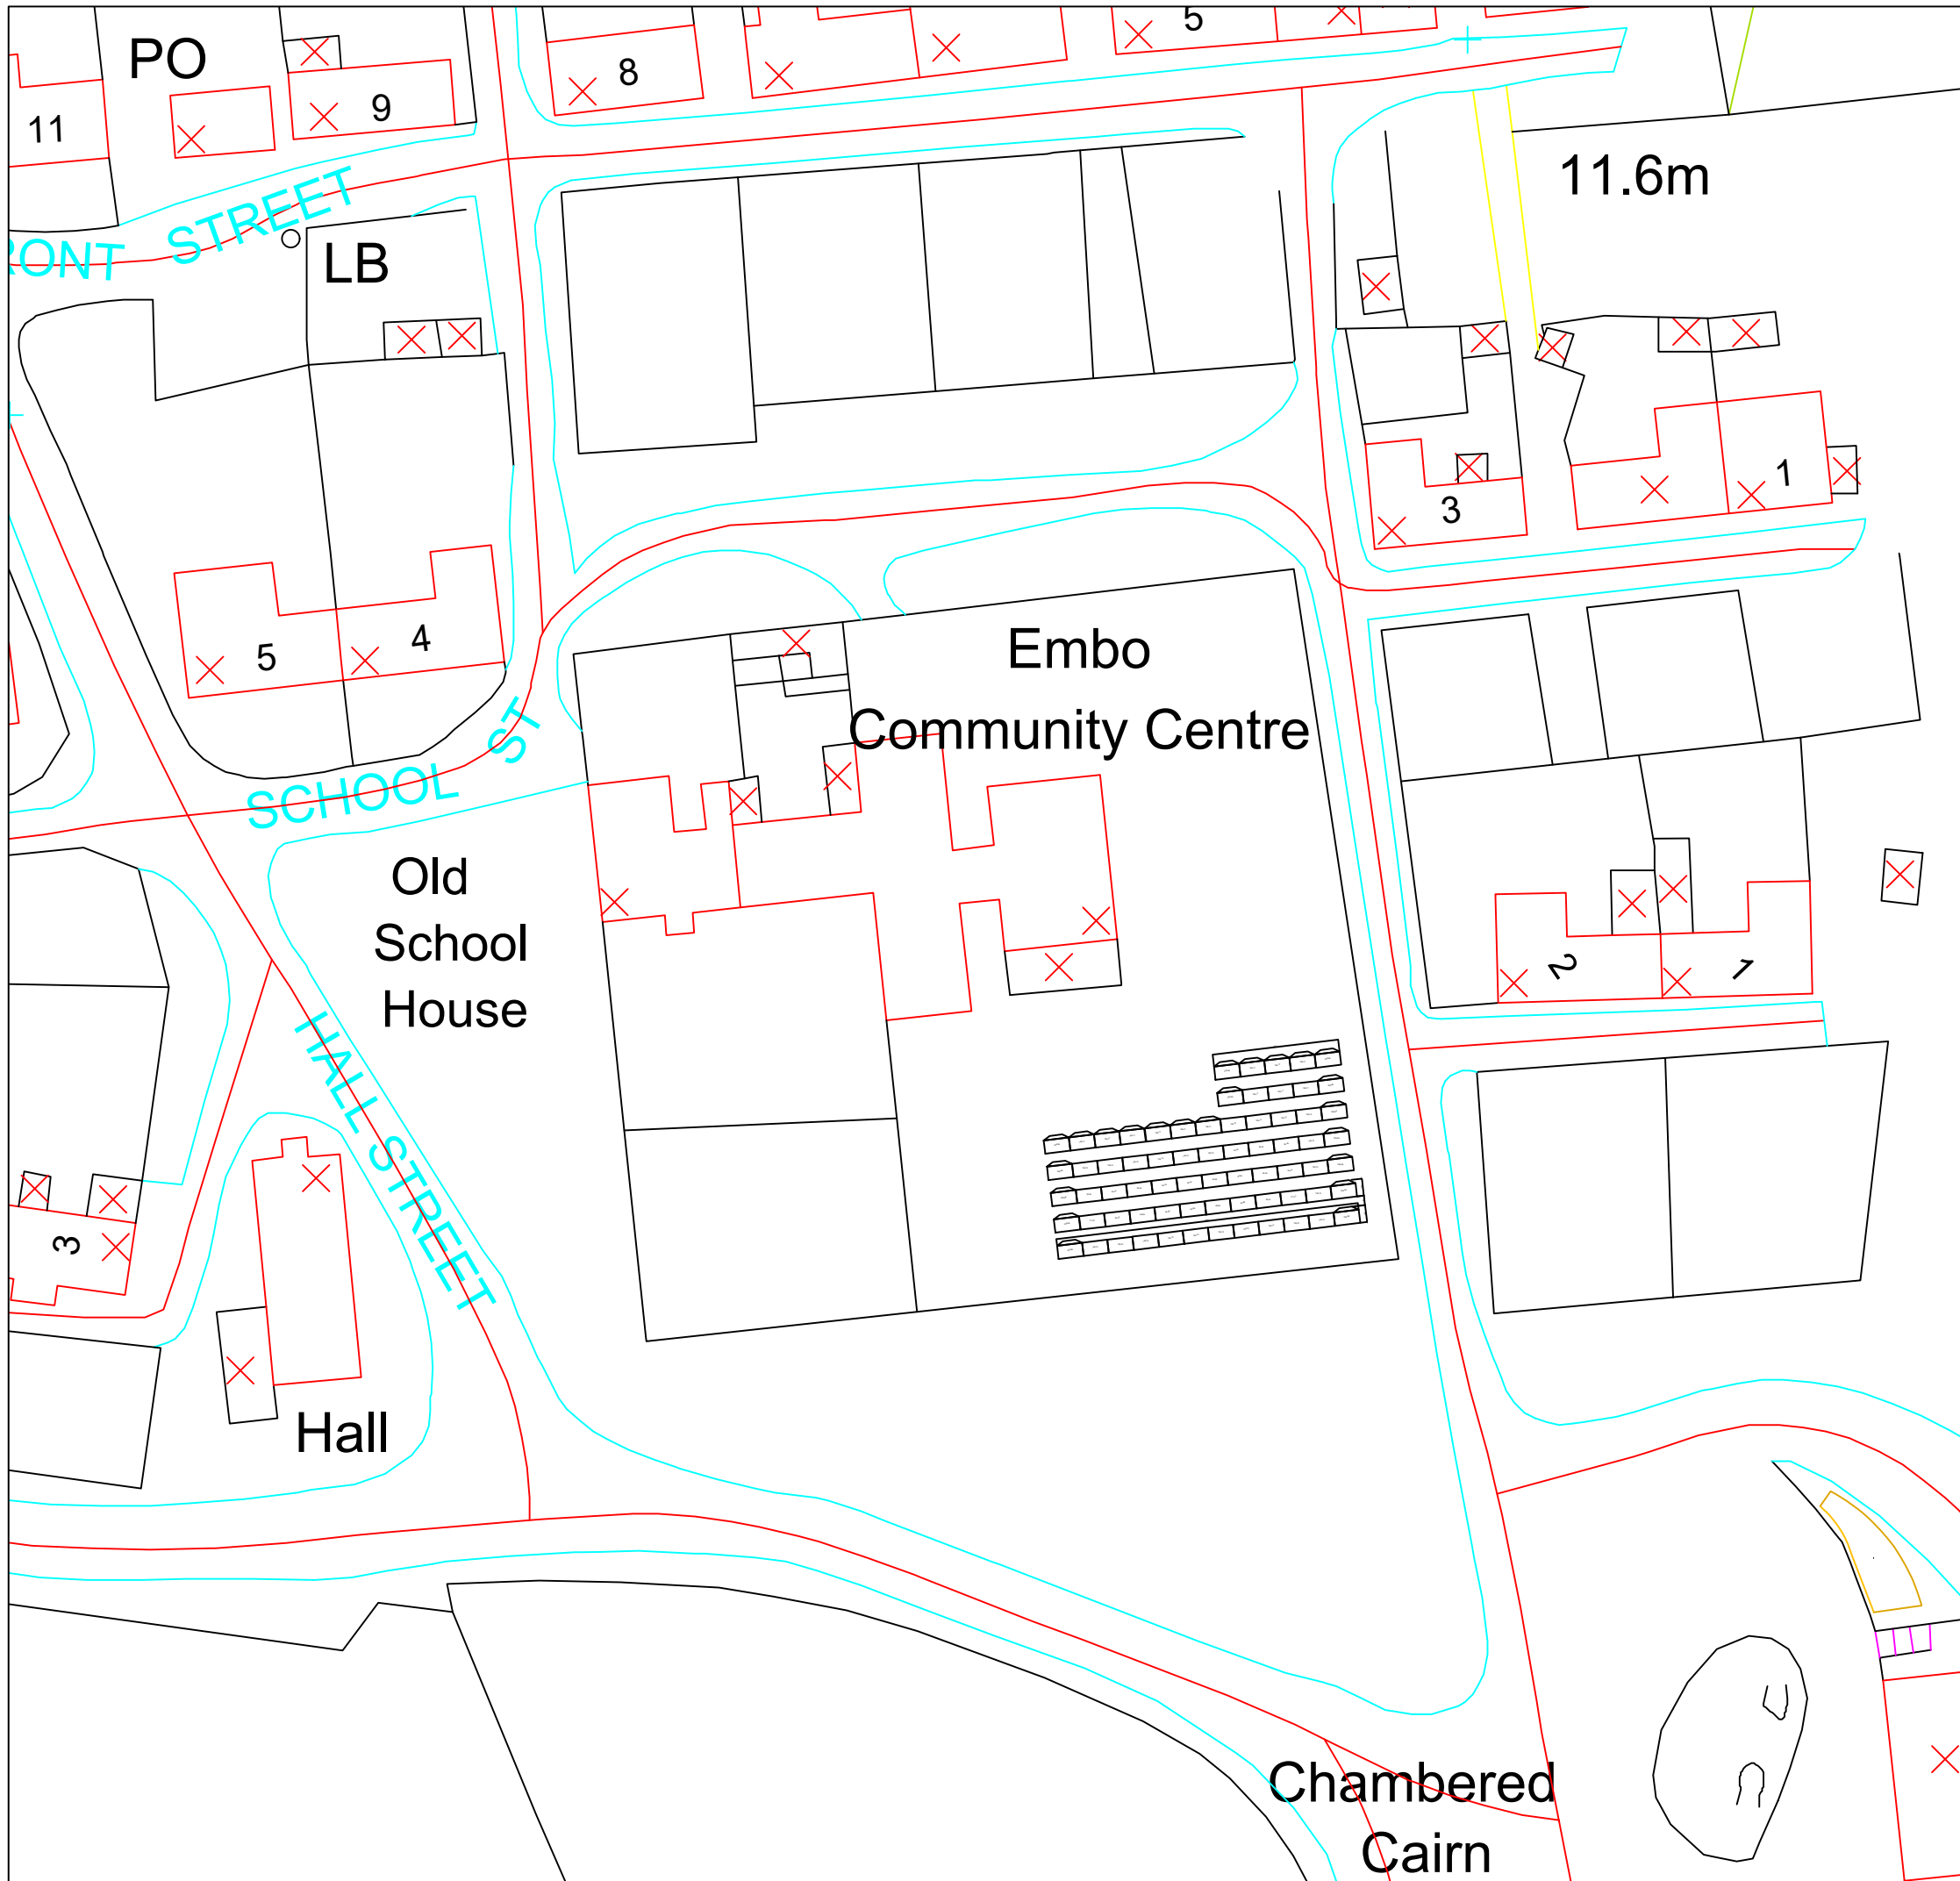 5
PO
8
9
11
11.6m
STREET
RONT
LB
1
3
Embo
5
4
Community Centre
ST
SCHOOL
Old
School
House
2
1
HALL STREET
3
Hall
Chambered
Cairn